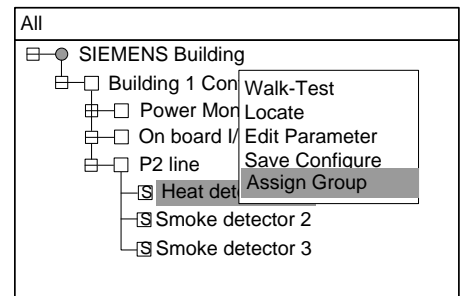 All
SIEMENS Building
Building 1 Con
Walk-Test
Power Mon
Locate
On board I/
Edit Parameter
P2 line
Save Configure
S Heat dete
Assign Group
S Smoke detector 2
S Smoke detector 3